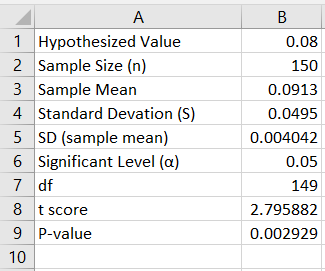 A B
1 Hypothesized Value 0.08
2 Sample Size (n) 150
3 Sample Mean 0.0913
4 Standard Devation (S) 0.0495
5 SD (sample mean) 0.004042
6 Significant Level (α) 0.05
7 df 149
8 t score 2.795882
9 P-value 0.002929
10